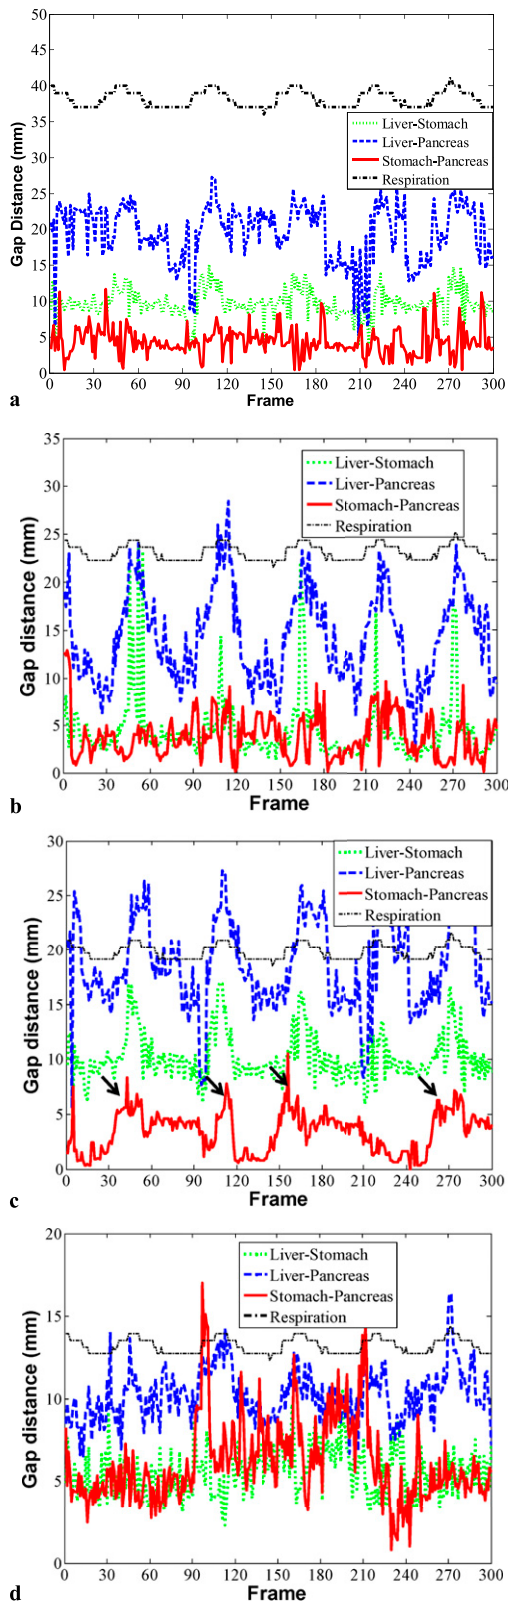 50
45
40
35
30
25
20
15
10
5
0
Gap Distance (mm)
Liver-Stomach
Liver-Pancreas
Stomach-Pancreas
Respiration
0 30 60 90 120 150 180 210 240 270 300
Frame
a
35
30
25
20
15
10
5
0
Gap distance (mm)
Liver-Stomach
Liver-Pancreas
Stomach-Pancreas
Respiration
0 30 60 90 120 150 180 210 240 270 300
Frame
b
30
25
20
15
10
5
0
Gap distance (mm)
Liver-Stomach
Liver-Pancreas
Stomach-Pancreas
Respiration
0 30 60 90 120 150 180 210 240 270 300
Frame
c
20
15
10
5
0
Gap distance (mm)
Liver-Stomach
Liver-Pancreas
Stomach-Pancreas
Respiration
0 30 60 90 120 150 180 210 240 270 300
Frame
d